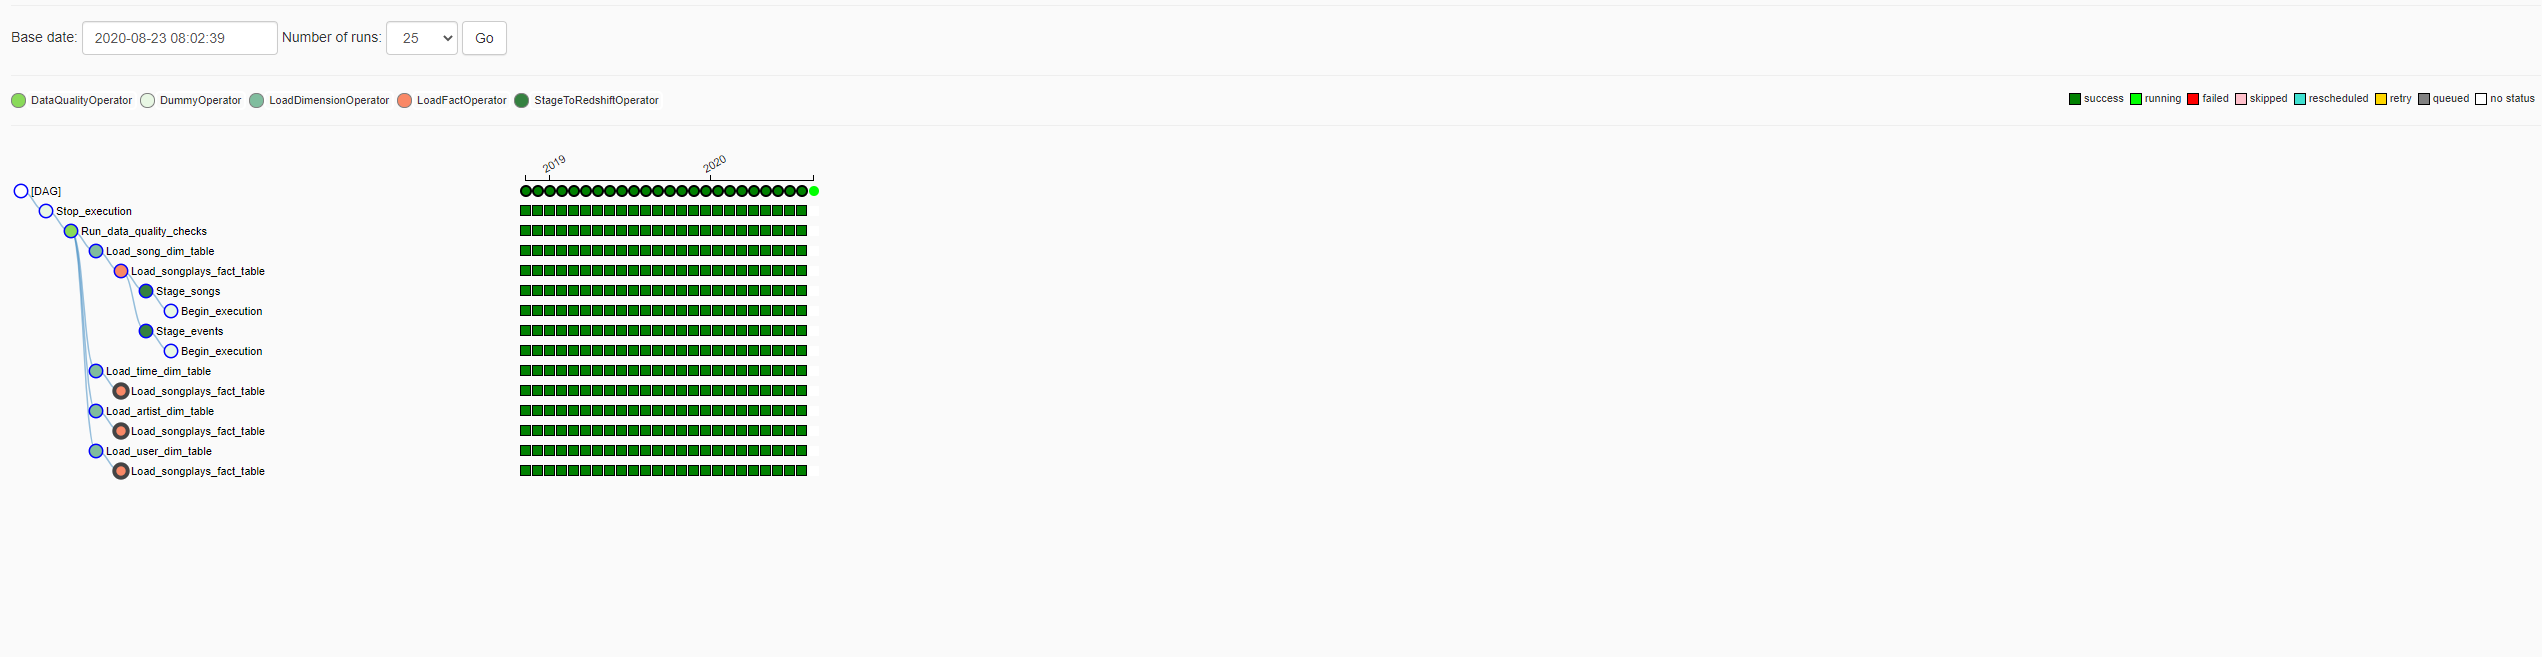 Base date: 2020-08-23 08:02:39 Number of runs: 25 Go
DataQualityOperator DummyOperator LoadDimensionOperator LoadFactOperator StageToRedshiftOperator success running failed skipped rescheduled retry queued no status
2019 2020
[DAG]
Stop_execution
Run_data_quality_checks
Load_song_dim_table
Load_songplays_fact_table
Stage_songs
Begin_execution
Stage_events
Begin_execution
Load_time_dim_table
Load_songplays_fact_table
Load_artist_dim_table
Load_songplays_fact_table
Load_user_dim_table
Load_songplays_fact_table